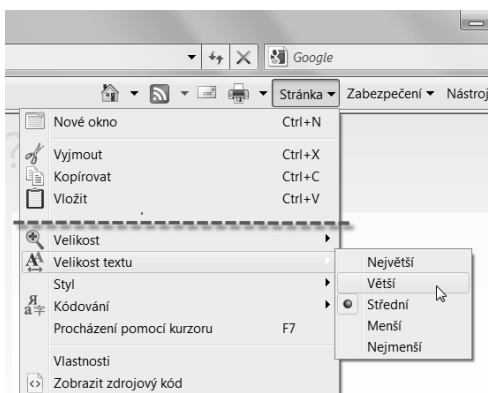 Google
Stránka Zabezpečení Nástroj
Nové okno Ctrl+N
Vyjmout Ctrl+X
Kopírovat Ctrl+C
Vložit Ctrl+V
Velikost
Velikost textu
Styl
Kódování
Procházení pomocí kurzoru F7
Vlastnosti
Zobrazit zdrojový kód
Největší
Větší
Střední
Menší
Nejmenší